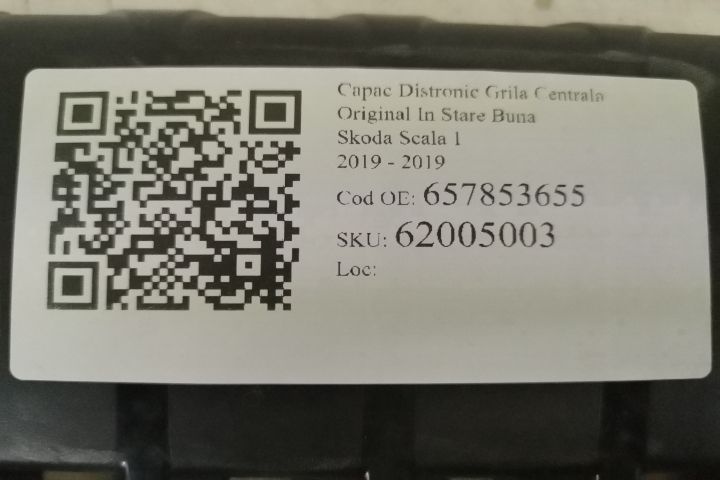 Capac Distronic Grila Centrala
Original In Stare Buna
Skoda Scala 1
2019 - 2019
Cod OE: 657853655
SKU: 62005003
Loc: